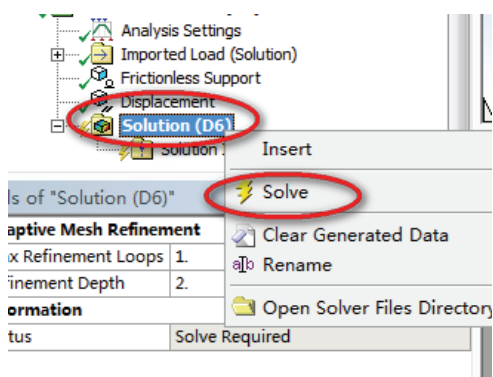 Analysis Settings
Imported Load (Solution)
Frictionless Support
Displacement
Solution (D6)
Solution
Insert
Solve
Clear Generated Data
Rename
Open Solver Files Directory
ls of "Solution (D6)"
aptive Mesh Refinement
x Refinement Loops 1.
finement Depth 2.
ormation
tus Solve Required